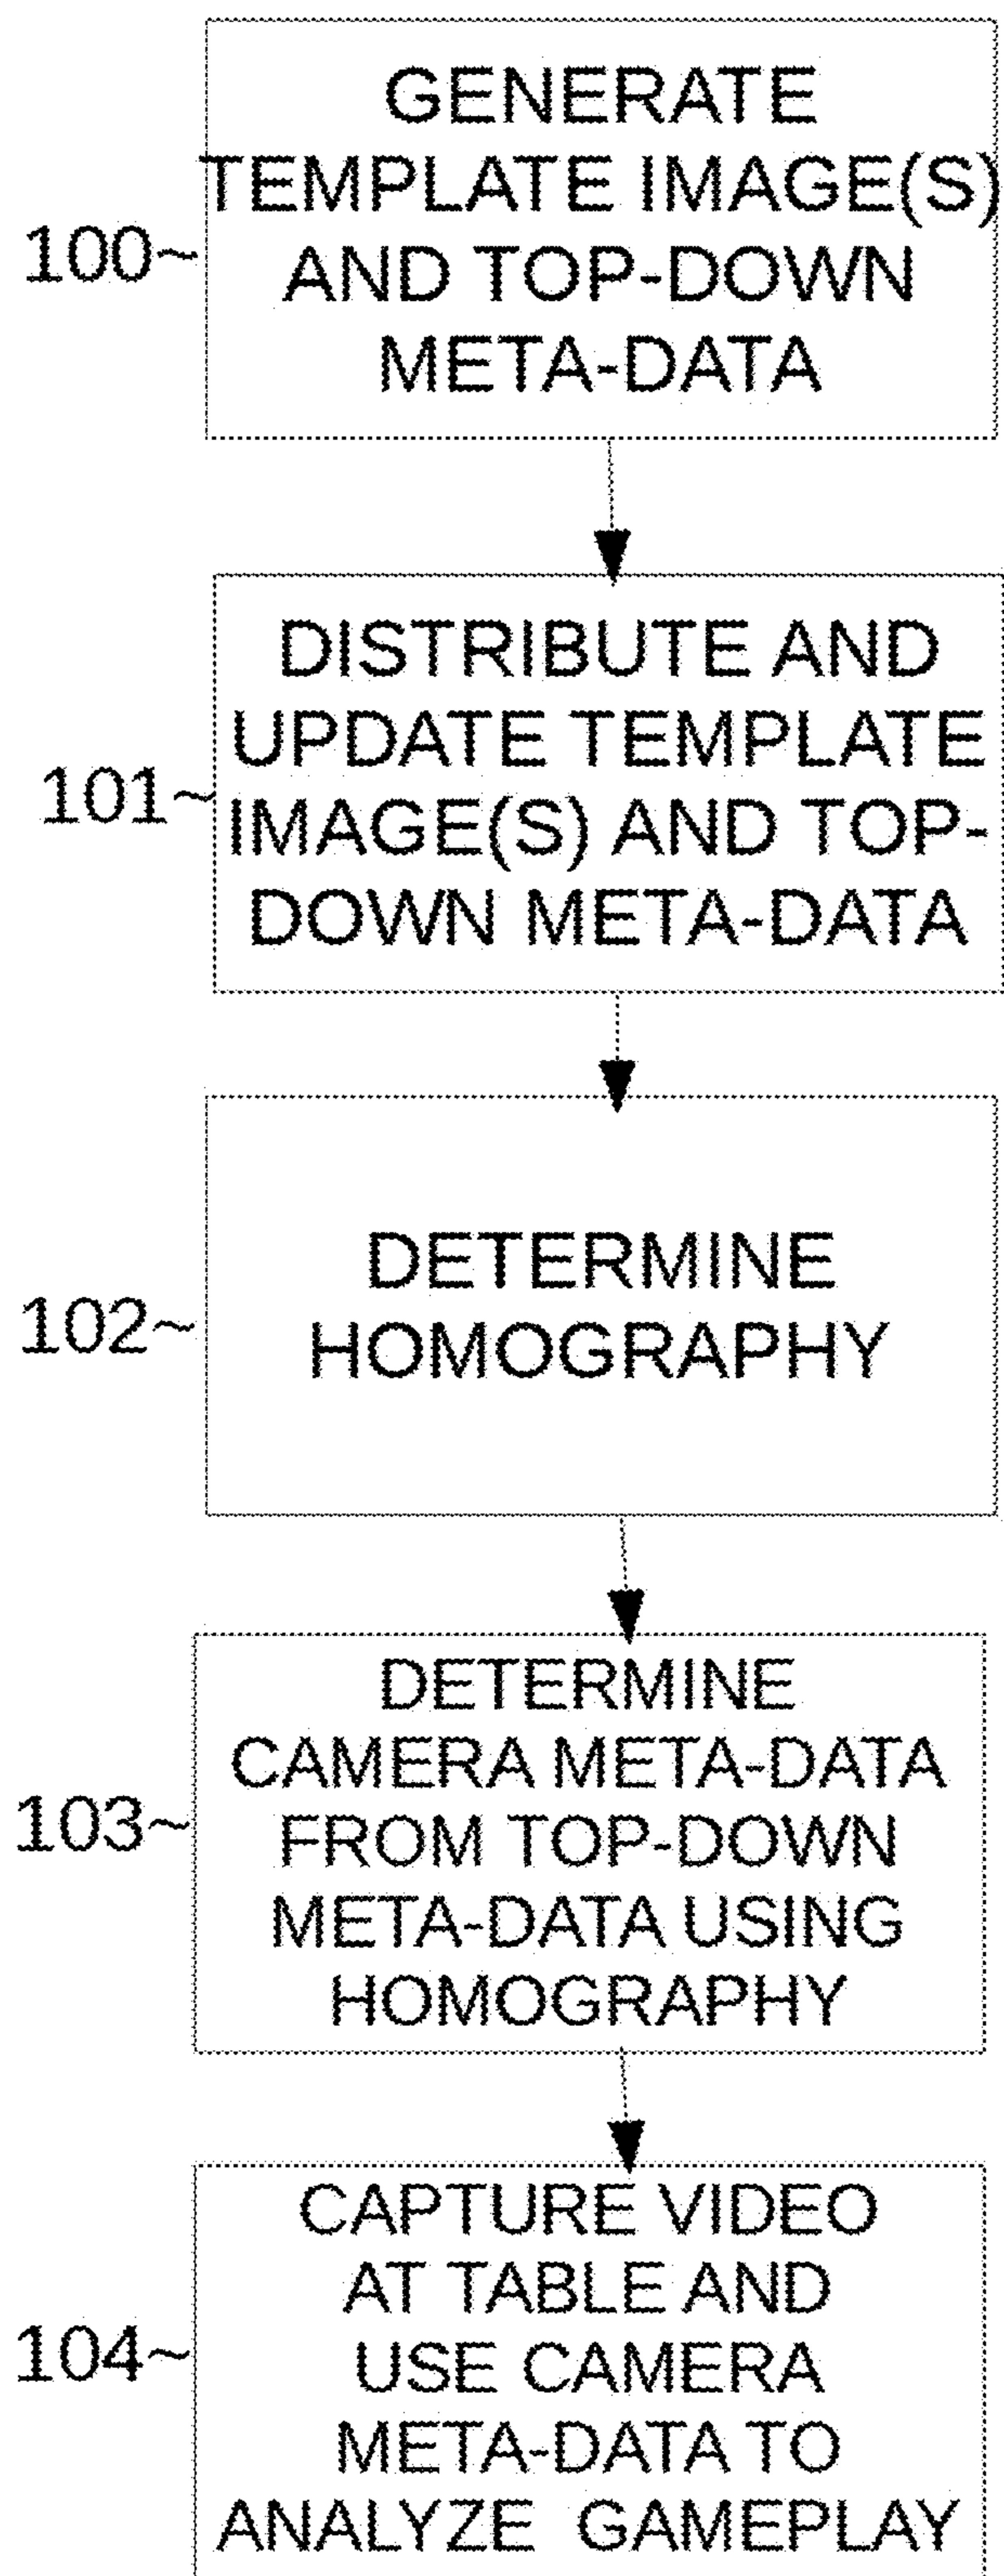 GENERATE
TEMPLATE IMAGE(S)
100~ AND TOP-DOWN
META-DATA
DISTRIBUTE AND
UPDATE TEMPLATE
101~ IMAGE(S) AND TOP-
DOWN META-DATA
DETERMINE
102~ HOMOGRAPHY
DETERMINE
CAMERA META-DATA
103~ FROM TOP-DOWN
META-DATA USING
HOMOGRAPHY
CAPTURE VIDEO
AT TABLE AND
104~ USE CAMERA
META-DATA TO
ANALYZE GAMEPLAY